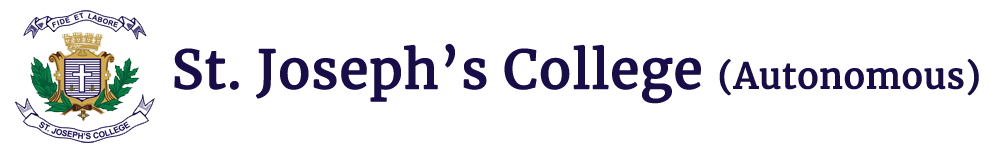 FIDE ET LABORE
St. Joseph's College (Autonomous)
ST. JOSEPH'S COLLEGE